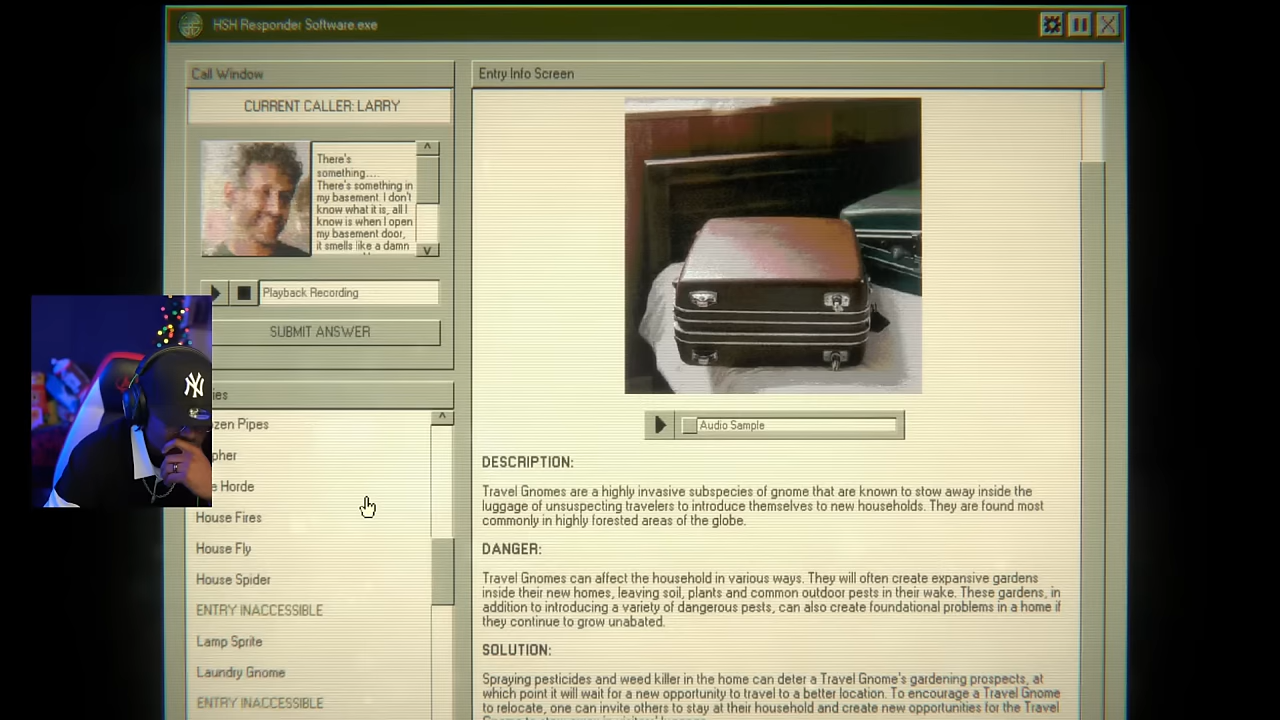 HSH Responder Software.exe
Call Window
CURRENT CALLER: LARRY
There's
something....
There's something in
my basement. I don't
know what it is, all I
know is when I open
my basement door,
it smells like a damn
Playback Recording
SUBMIT ANSWER
House Fires
House Fly
House Spider
ENTRY INACCESSIBLE
Lamp Sprite
Laundry Gnome
ENTRY INACCESSIBLE
NY
Entry Info Screen
Audio Sample
DESCRIPTION:
Travel Gnomes are a highly invasive subspecies of gnome that are known to stow away inside the
luggage of unsuspecting travelers to introduce themselves to new households. They are found most
commonly in highly forested areas of the globe.
DANGER:
Travel Gnomes can affect the household in various ways. They will often create expansive gardens
inside their new homes, leaving soil, plants and common outdoor pests in their wake. These gardens, in
addition to introducing a variety of dangerous pests, can also create foundational problems in a home if
they continue to grow unabated.
SOLUTION:
Spraying pesticides and weed killer in the home can deter a Travel Gnome's gardening prospects, at
which point it will wait for a new opportunity to travel to a better location. To encourage a Travel Gnome
to relocate, one can invite others to stay at their household and create new opportunities for the Travel